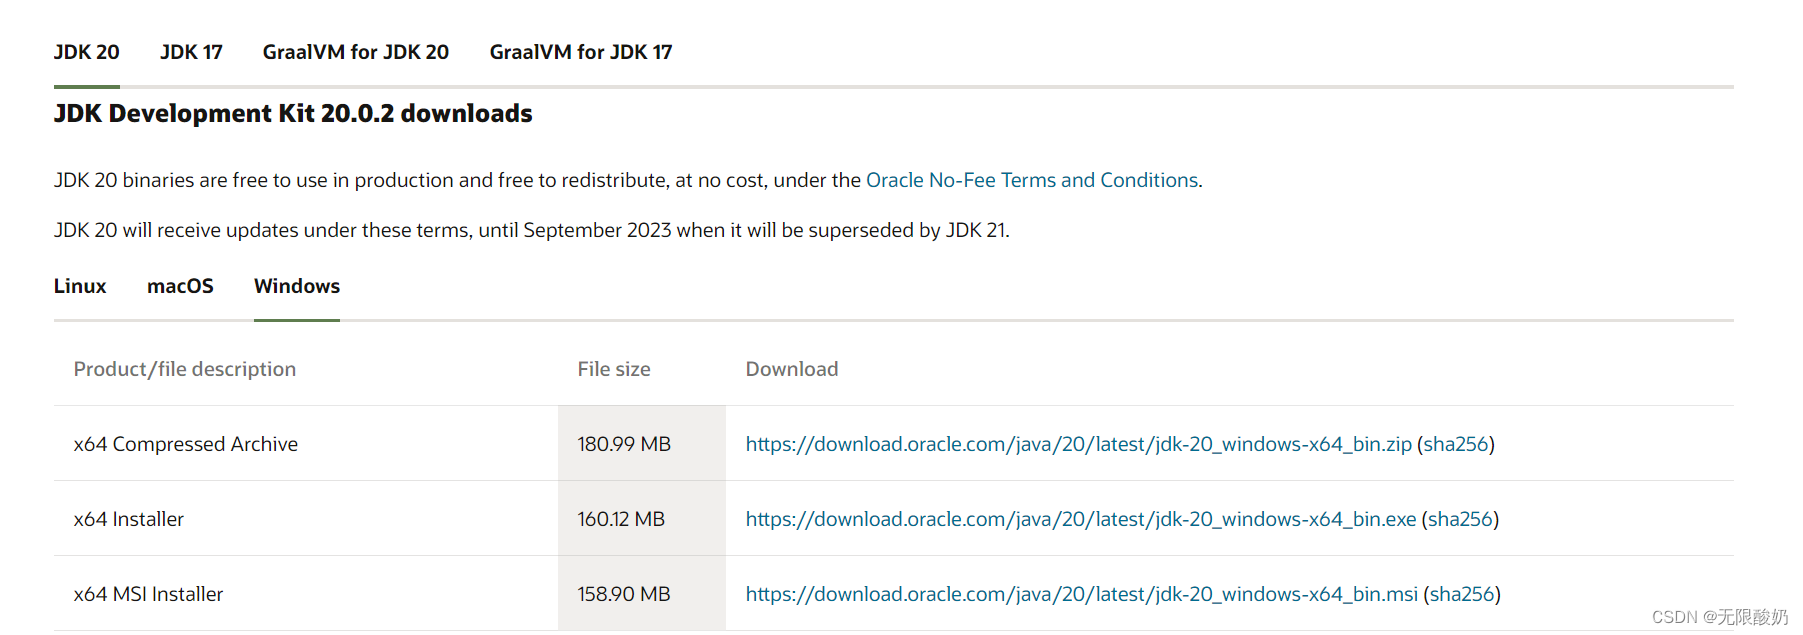 JDK 20 JDK 17 GraalVM for JDK 20 GraalVM for JDK 17
JDK Development Kit 20.0.2 downloads
JDK 20 binaries are free to use in production and free to redistribute, at no cost, under the Oracle No-Fee Terms and Conditions.
JDK 20 will receive updates under these terms, until September 2023 when it will be superseded by JDK 21.
Linux macOS Windows
Product/file description File size Download
x64 Compressed Archive 180.99 MB https://download.oracle.com/java/20/latest/jdk-20_windows-x64_bin.zip (sha256)
x64 Installer 160.12 MB https://download.oracle.com/java/20/latest/jdk-20_windows-x64_bin.exe (sha256)
x64 MSI Installer 158.90 MB https://download.oracle.com/java/20/latest/jdk-20_windows-x64_bin.msi (sha256)
CSDN @无限酸奶